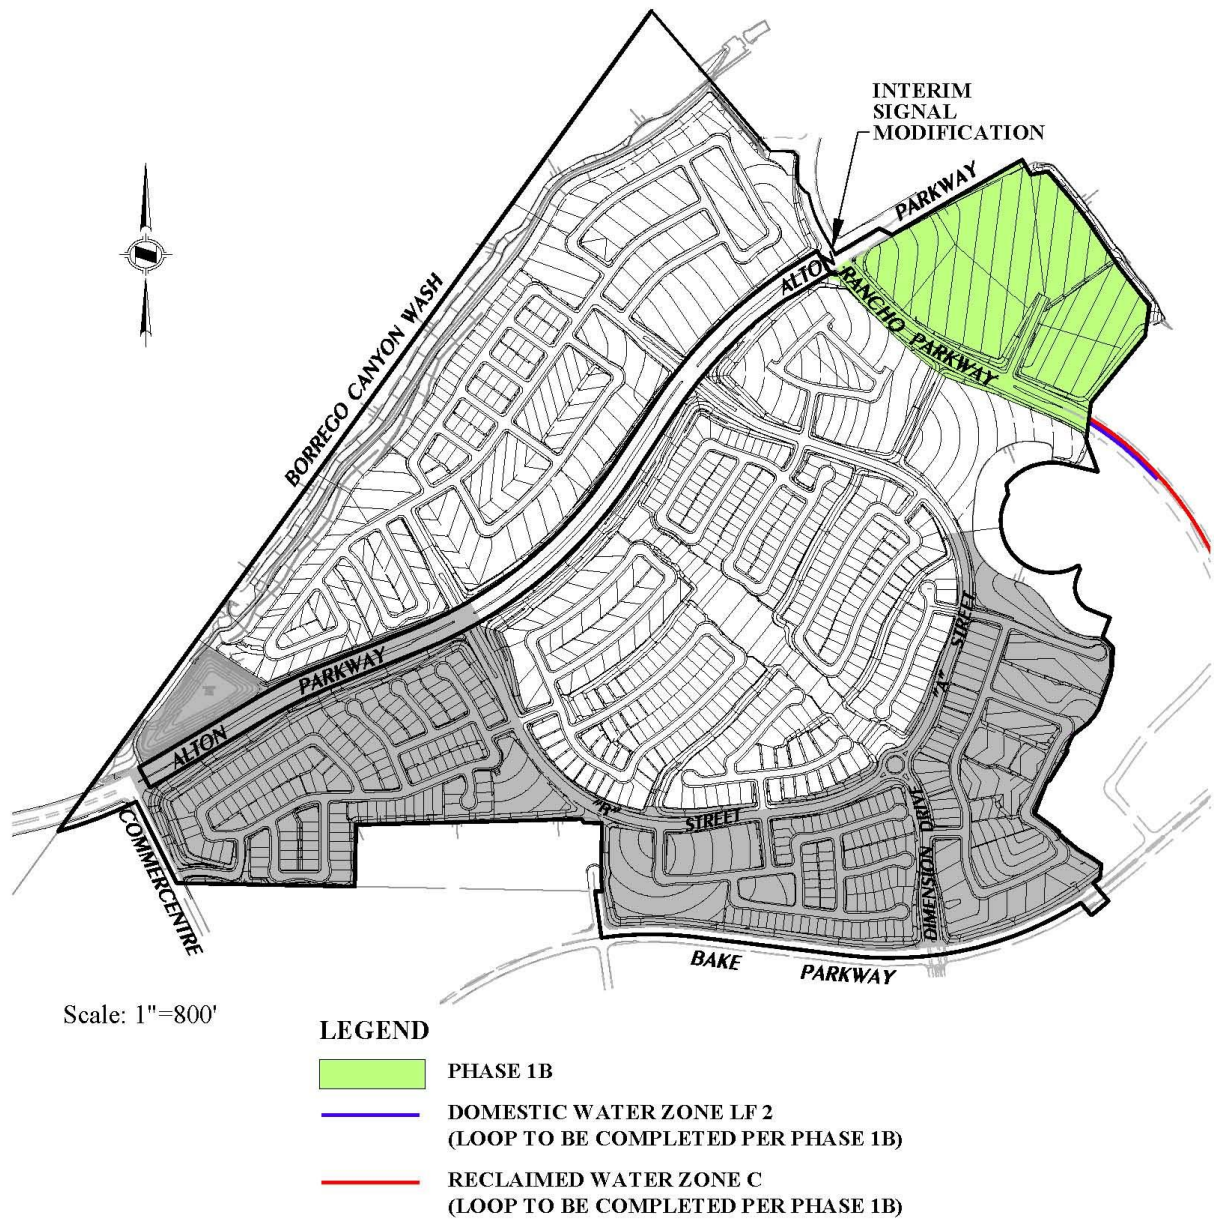 INTERIM
SIGNAL
MODIFICATION
PARKWAY
ALTON
RANCHO PARKWAY
BORREGO CANYON WASH
"A" STREET
PARKWAY
ALTON
"B" STREET
DIMENSION DRIVE
COMMERCENTRE
BAKE PARKWAY
Scale: 1"=800'
LEGEND
PHASE 1B
DOMESTIC WATER ZONE LF 2
(LOOP TO BE COMPLETED PER PHASE 1B)
RECLAIMED WATER ZONE C
(LOOP TO BE COMPLETED PER PHASE 1B)